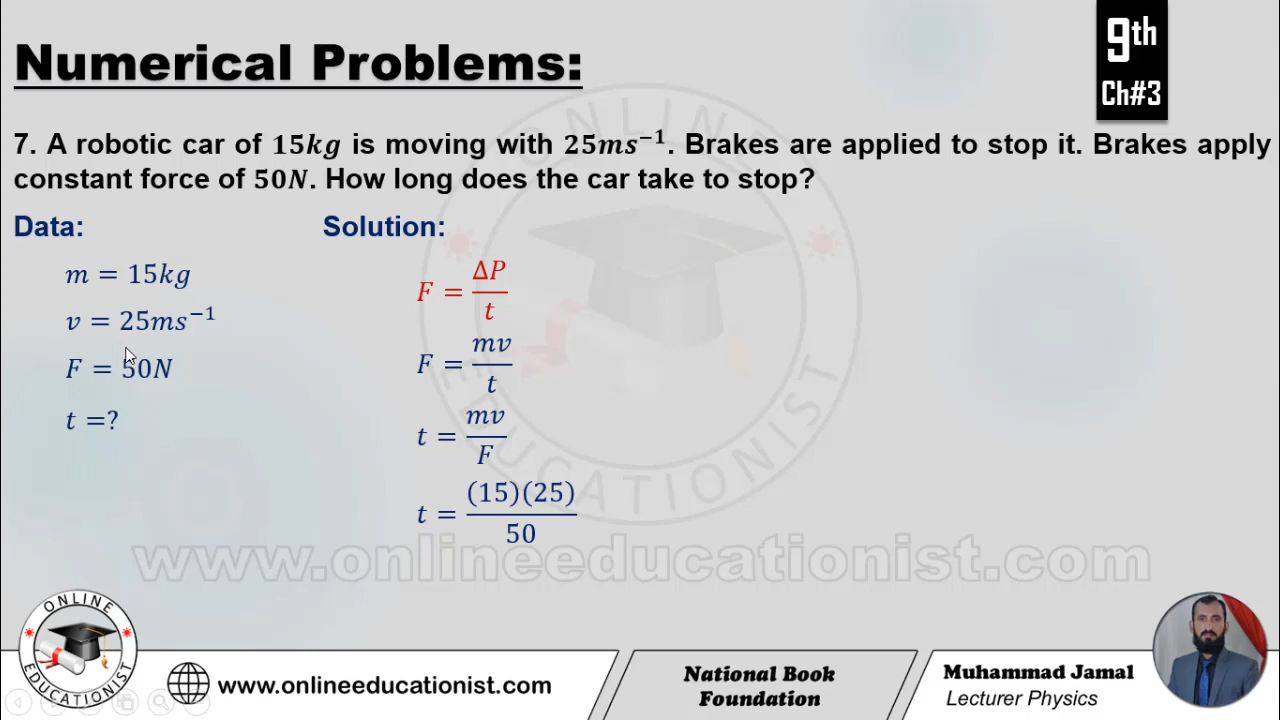 Numerical Problems:
9th
Ch#3
7. A robotic car of 15kg is moving with 25ms⁻¹. Brakes are applied to stop it. Brakes apply
constant force of 50N. How long does the car take to stop?
Data:
m = 15kg
v = 25ms⁻¹
F = 50N
t =?
Solution:
F = ΔP/t
F = mv/t
t = mv/F
t = (15)(25)/50
ONLINE
EDUCATIONIST
www.onlineeducationist.com
ONLINE
EDUCATIONIST
www.onlineeducationist.com
National Book
Foundation
Muhammad Jamal
Lecturer Physics